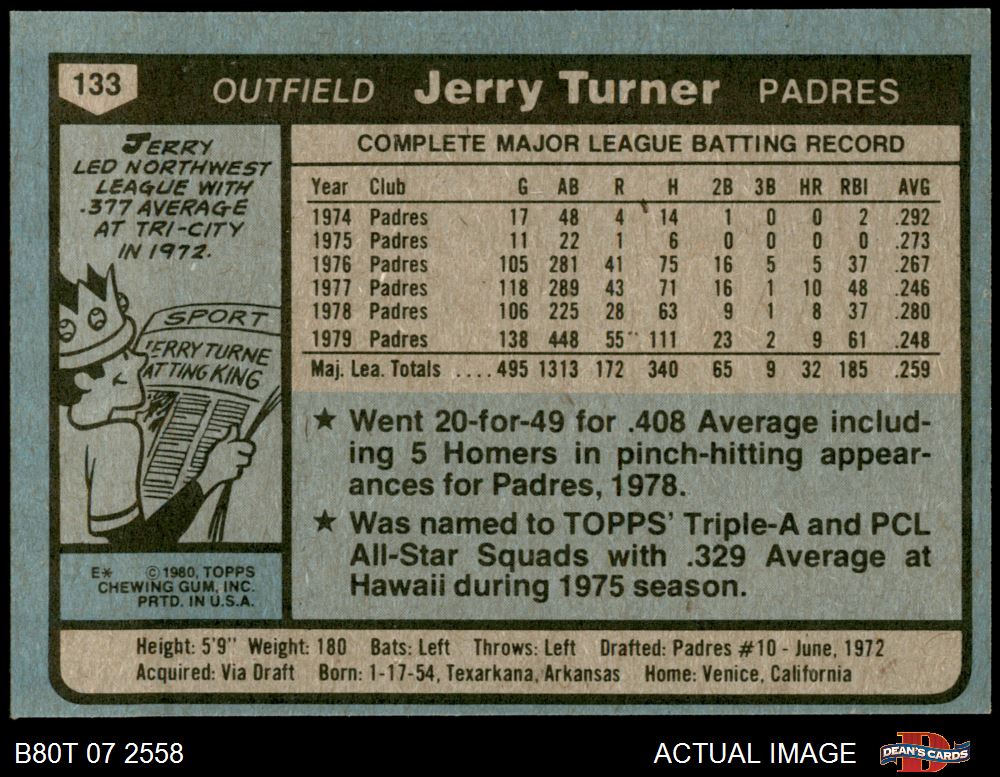 133
OUTFIELD Jerry Turner PADRES
JERRY
LED NORTHWEST
LEAGUE WITH
.377 AVERAGE
AT TRI-CITY
IN 1972.
SPORT
JERRY TURNE
ATTING KING
E* © 1980, TOPPS
CHEWING GUM, INC.
PRTD. IN U.S.A.
COMPLETE MAJOR LEAGUE BATTING RECORD
Year Club G AB R H 2B 3B HR RBI AVG
1974 Padres 17 48 4 14 1 0 0 2 .292
1975 Padres 11 22 1 6 0 0 0 0 .273
1976 Padres 105 281 41 75 16 5 5 37 .267
1977 Padres 118 289 43 71 16 1 10 48 .246
1978 Padres 106 225 28 63 9 1 8 37 .280
1979 Padres 138 448 55 111 23 2 9 61 .248
Maj. Lea. Totals ....495 1313 172 340 65 9 32 185 .259
★ Went 20-for-49 for .408 Average includ-
ing 5 Homers in pinch-hitting appear-
ances for Padres, 1978.
★ Was named to TOPPS' Triple-A and PCL
All-Star Squads with .329 Average at
Hawaii during 1975 season.
Height: 5'9" Weight: 180 Bats: Left Throws: Left Drafted: Padres #10 - June, 1972
Acquired: Via Draft Born: 1-17-54, Texarkana, Arkansas Home: Venice, California
B80T 07 2558 ACTUAL IMAGE DEAN'S CARDS